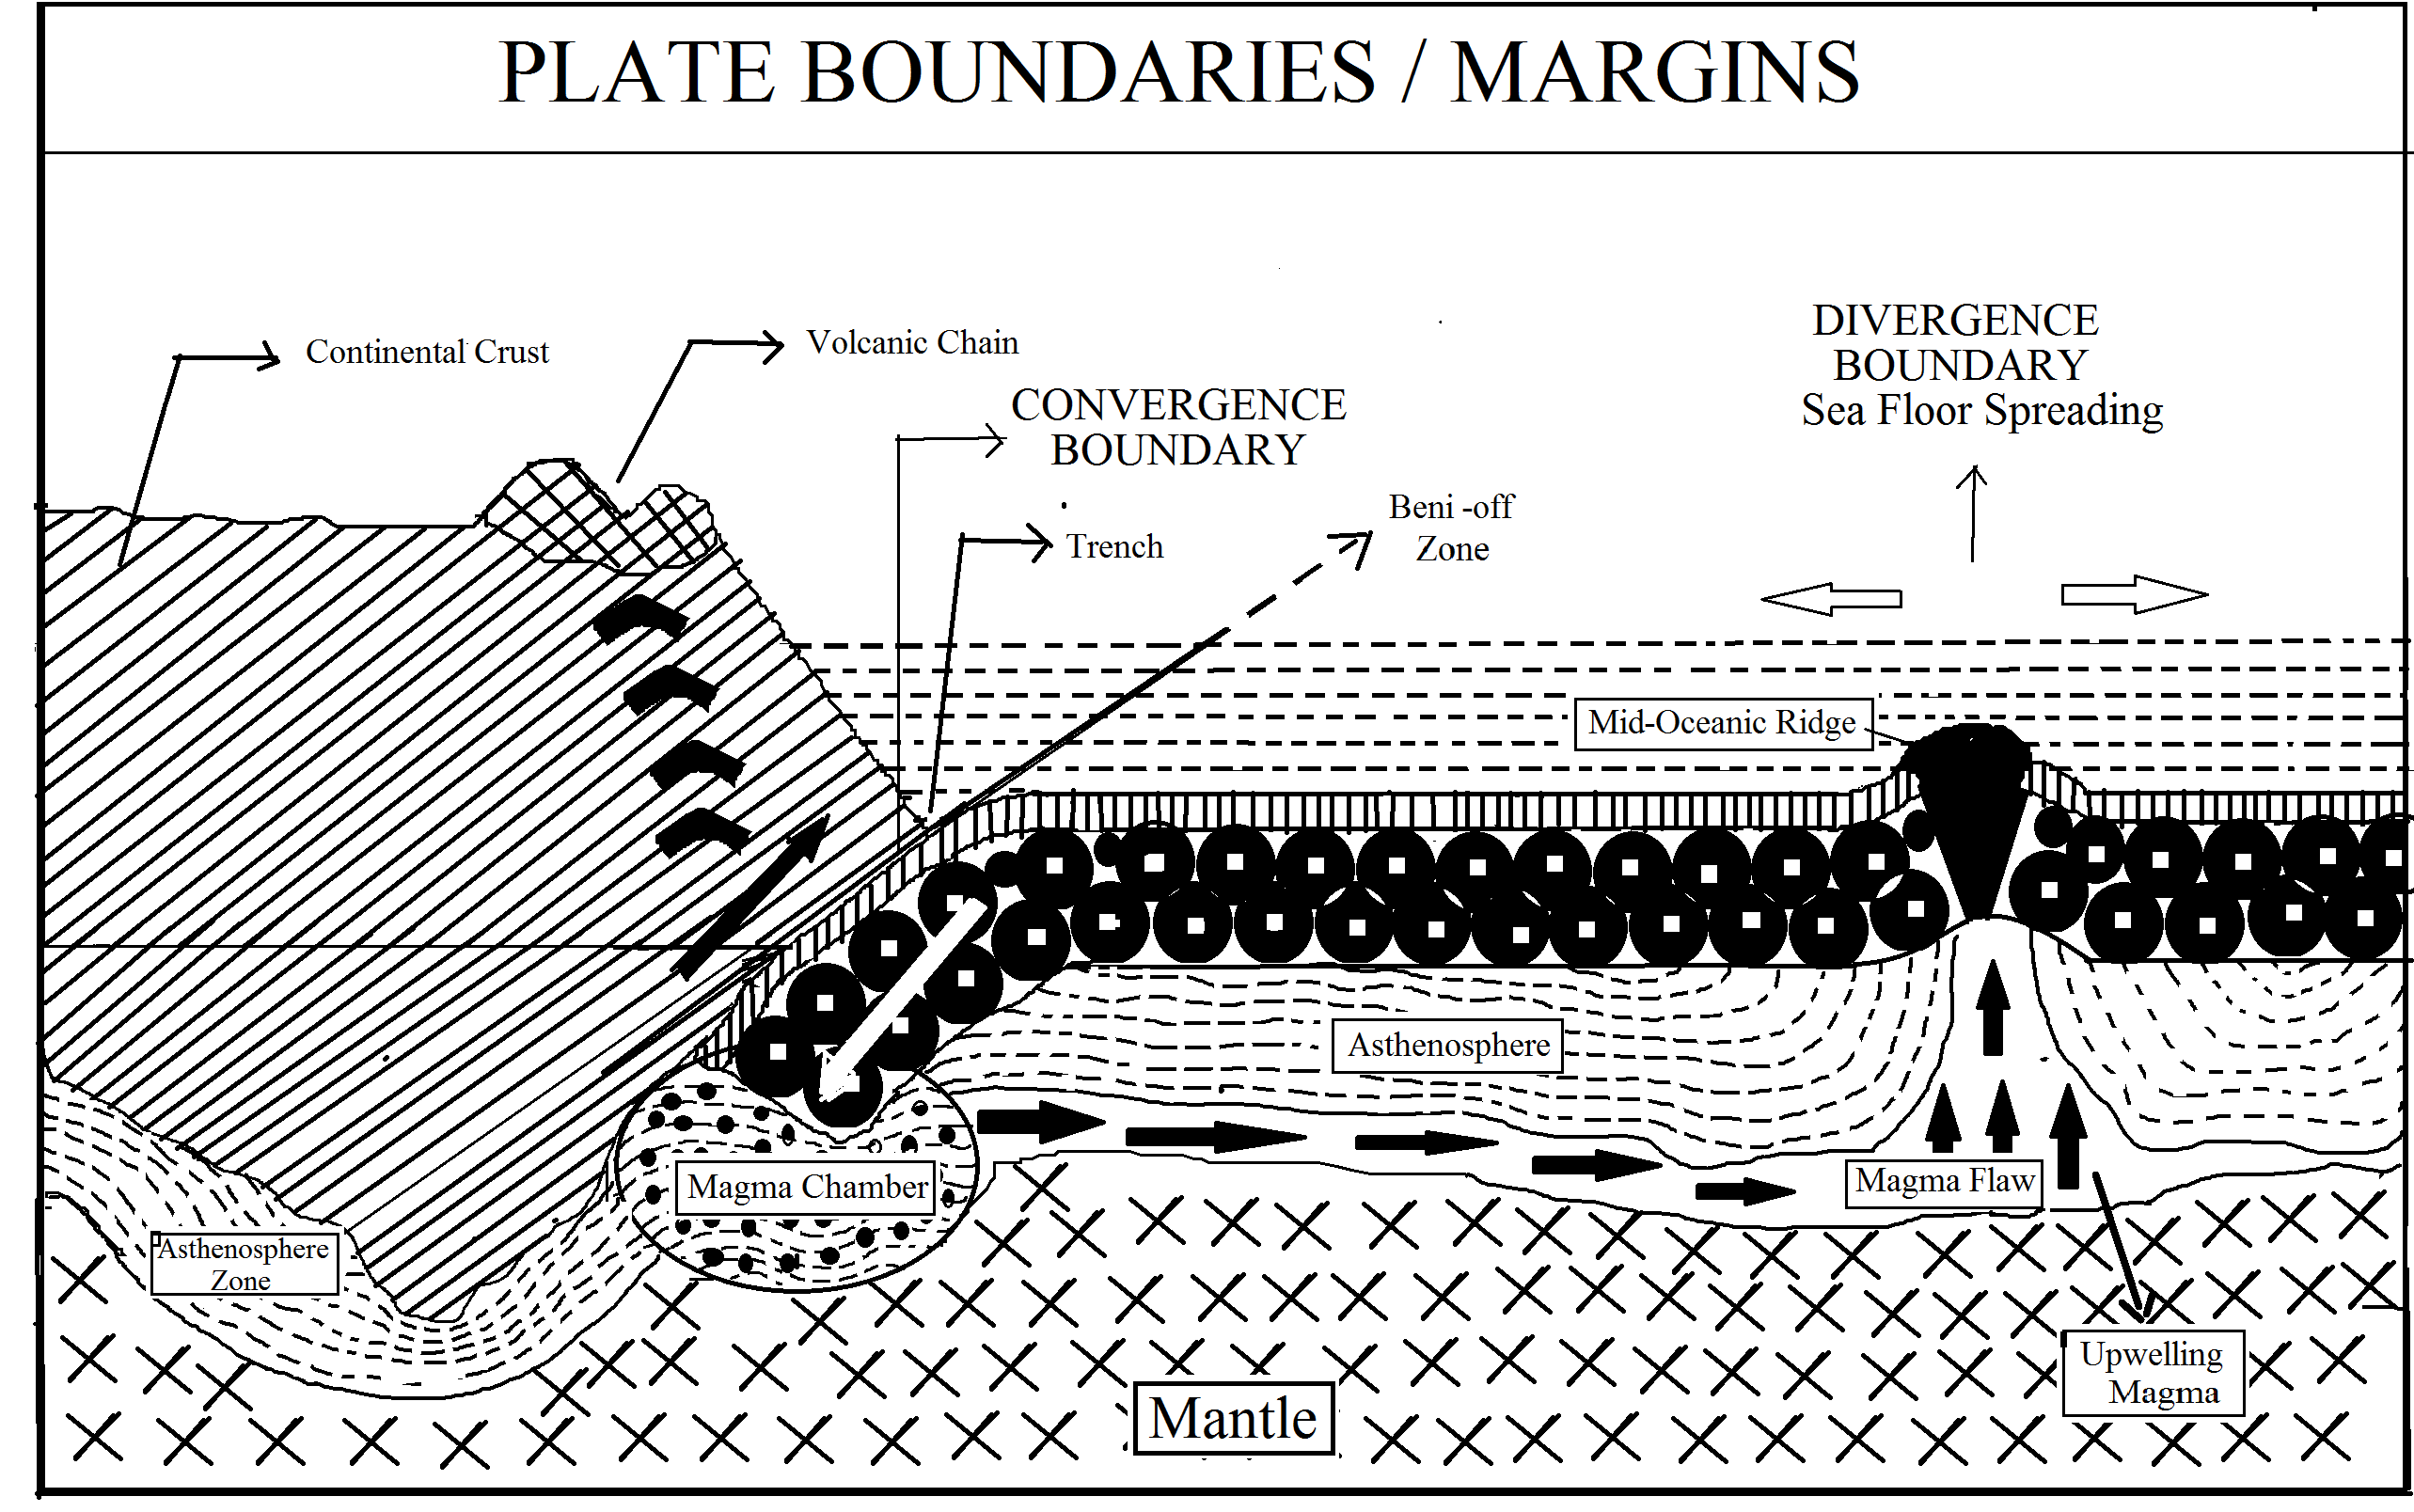 PLATE BOUNDARIES / MARGINS
Continental Crust
Volcanic Chain
CONVERGENCE
BOUNDARY
Trench
Beni -off
Zone
DIVERGENCE
BOUNDARY
Sea Floor Spreading
Mid-Oceanic Ridge
Asthenosphere
Magma Chamber
Magma Flaw
Asthenosphere
Zone
Upwelling
Magma
Mantle